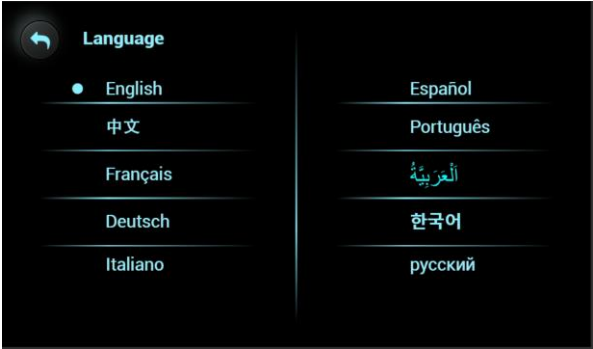 Language
English
中文
Français
Deutsch
Italiano
Español
Português
اَلْعَرَبِيَّةُ
한국어
русский